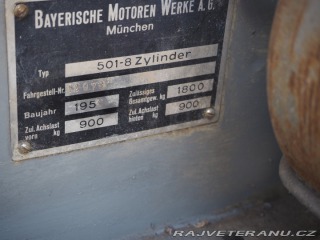 BAYERISCHE MOTOREN WERKE A.G.
München
Typ 501-8 Zylinder
Fahrgestell-Nr.
Baujahr 195 Zulässiges Gesamtgew. kg 1800
Zul. Achslast vorn kg 900 Zul. Achslast hinten kg 900
RAJVETERANU.CZ